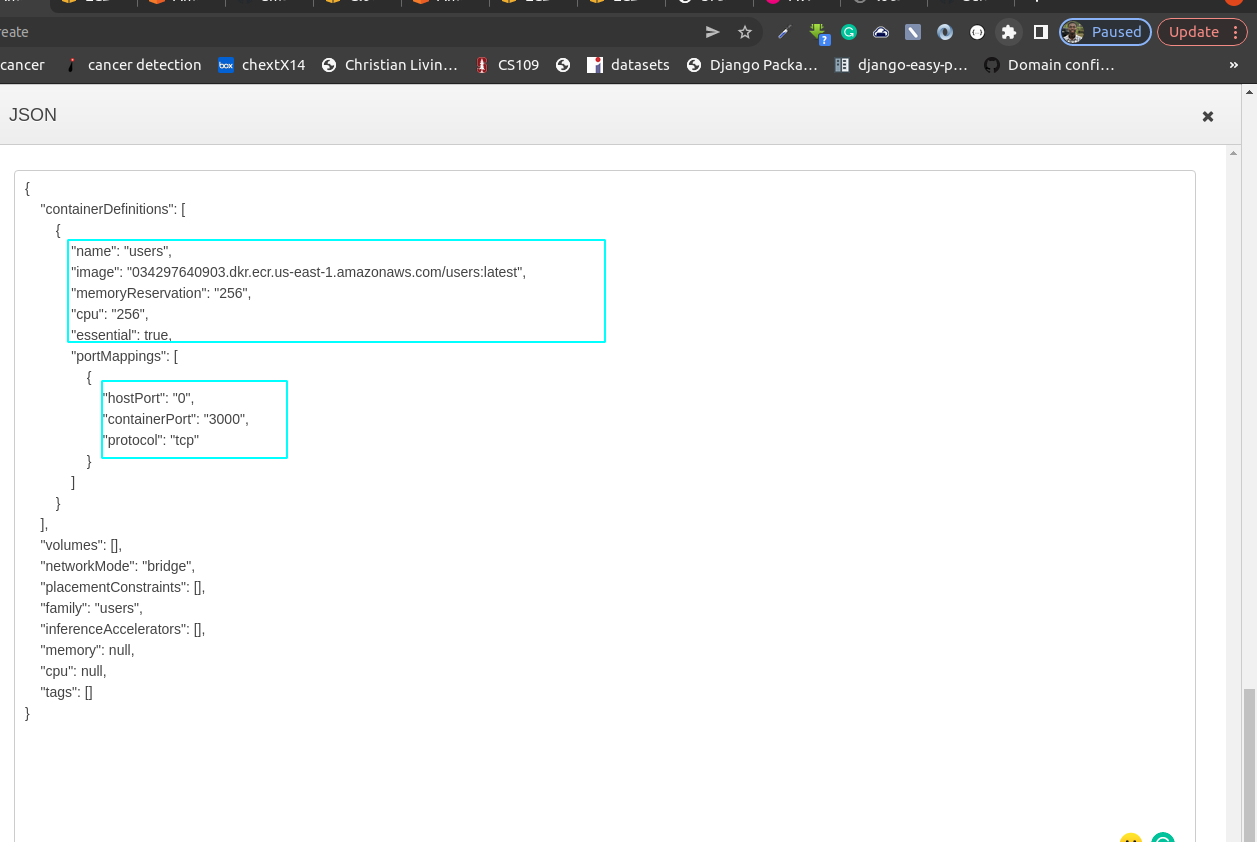 eate
Paused
Update
cancer
cancer detection
box
chextX14
Christian Livin…
CS109
datasets
Django Packa…
django-easy-p…
Domain confi…
»
JSON
{
"containerDefinitions": [
{
"name": "users",
"image": "034297640903.dkr.ecr.us-east-1.amazonaws.com/users:latest",
"memoryReservation": "256",
"cpu": "256",
"essential": true,
"portMappings": [
{
"hostPort": "0",
"containerPort": "3000",
"protocol": "tcp"
}
]
}
],
"volumes": [],
"networkMode": "bridge",
"placementConstraints": [],
"family": "users",
"inferenceAccelerators": [],
"memory": null,
"cpu": null,
"tags": []
}